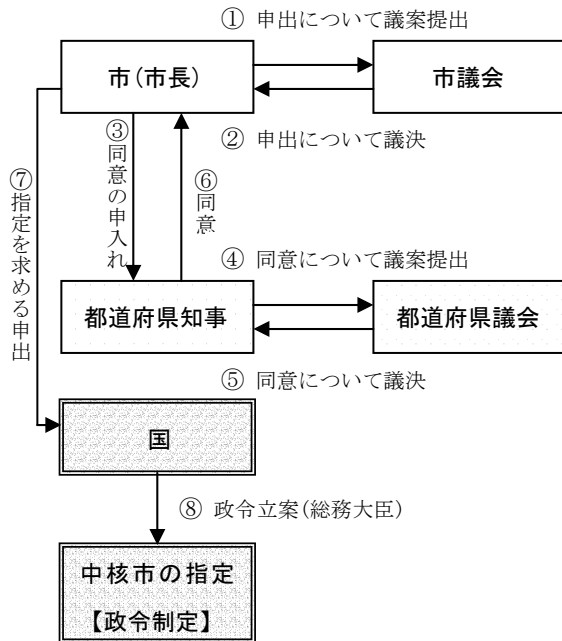 ① 申出について議案提出
市(市長)
市議会
② 申出について議決
③同意の申入れ
⑥同意
⑦指定を求める申出
④ 同意について議案提出
都道府県知事
都道府県議会
⑤ 同意について議決
国
⑧ 政令立案(総務大臣)
中核市の指定
【政令制定】